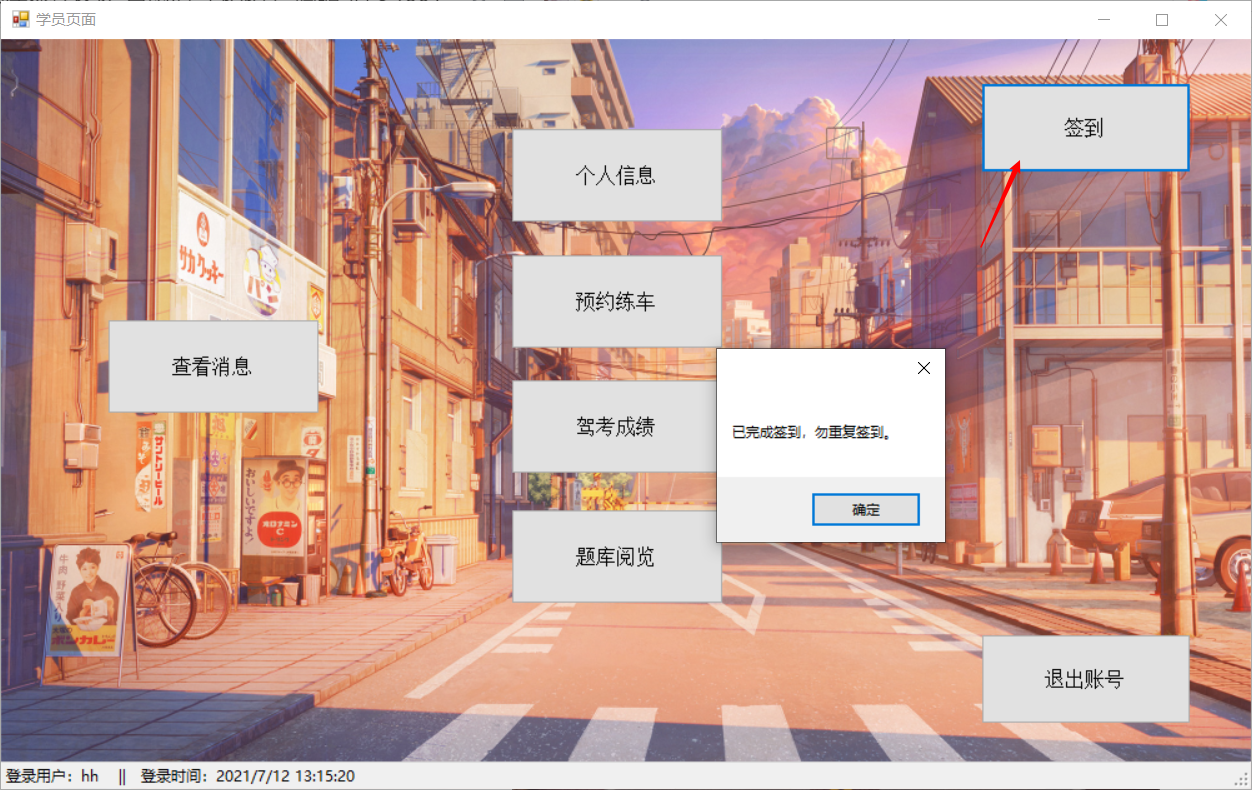 学员页面
签到
个人信息
サカクッキー
パン
预约练车
查看消息
驾考成绩
已完成签到，勿重复签到。
确定
サントリービール
おいしいですよ
オロナミン
C
题库阅览
牛肉 野菜入り
ボンカレー
退出账号
登录用户：hh || 登录时间：2021/7/12 13:15:20